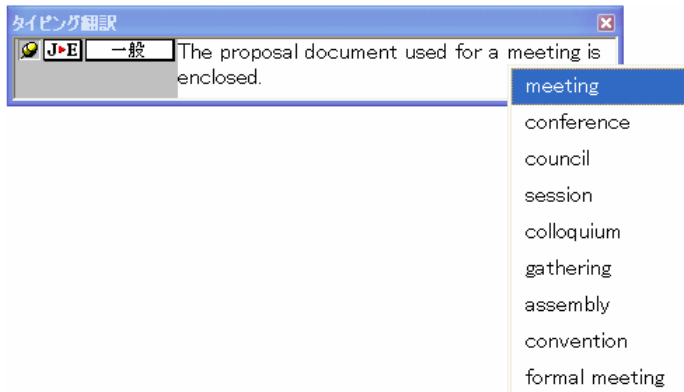 タイピング翻訳
J▶E 一般 The proposal document used for a meeting is
enclosed.
meeting
conference
council
session
colloquium
gathering
assembly
convention
formal meeting